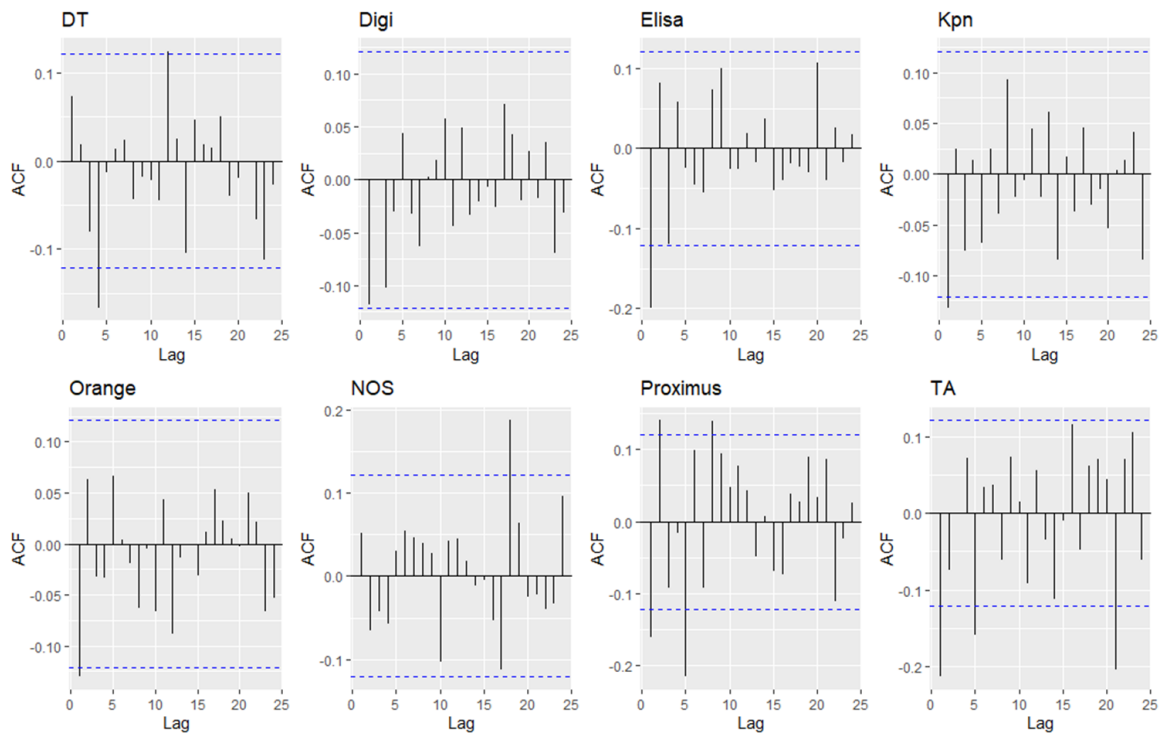 DT Digi Elisa Kpn
0.1 0.10 0.1 0.10
0.05 0.05
0.0 0.00 0.0 0.00
-0.05 -0.05
-0.1 -0.10 -0.1 -0.10
-0.2
ACF ACF ACF ACF
0 5 10 15 20 25 0 5 10 15 20 25 0 5 10 15 20 25 0 5 10 15 20 25
Lag Lag Lag Lag
Orange NOS Proximus TA
0.10 0.2 0.1 0.1
0.05 0.1
0.00 0.0 0.0 0.0
-0.05
-0.10 -0.1 -0.1 -0.1
-0.2 -0.2
ACF ACF ACF ACF
0 5 10 15 20 25 0 5 10 15 20 25 0 5 10 15 20 25 0 5 10 15 20 25
Lag Lag Lag Lag